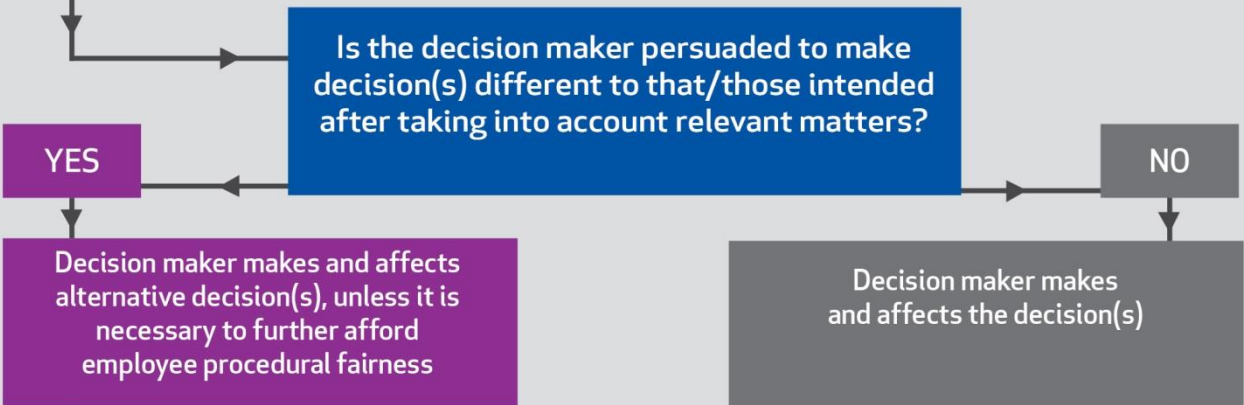 Is the decision maker persuaded to make
decision(s) different to that/those intended
after taking into account relevant matters?
YES
NO
Decision maker makes and affects
alternative decision(s), unless it is
necessary to further afford
employee procedural fairness
Decision maker makes
and affects the decision(s)